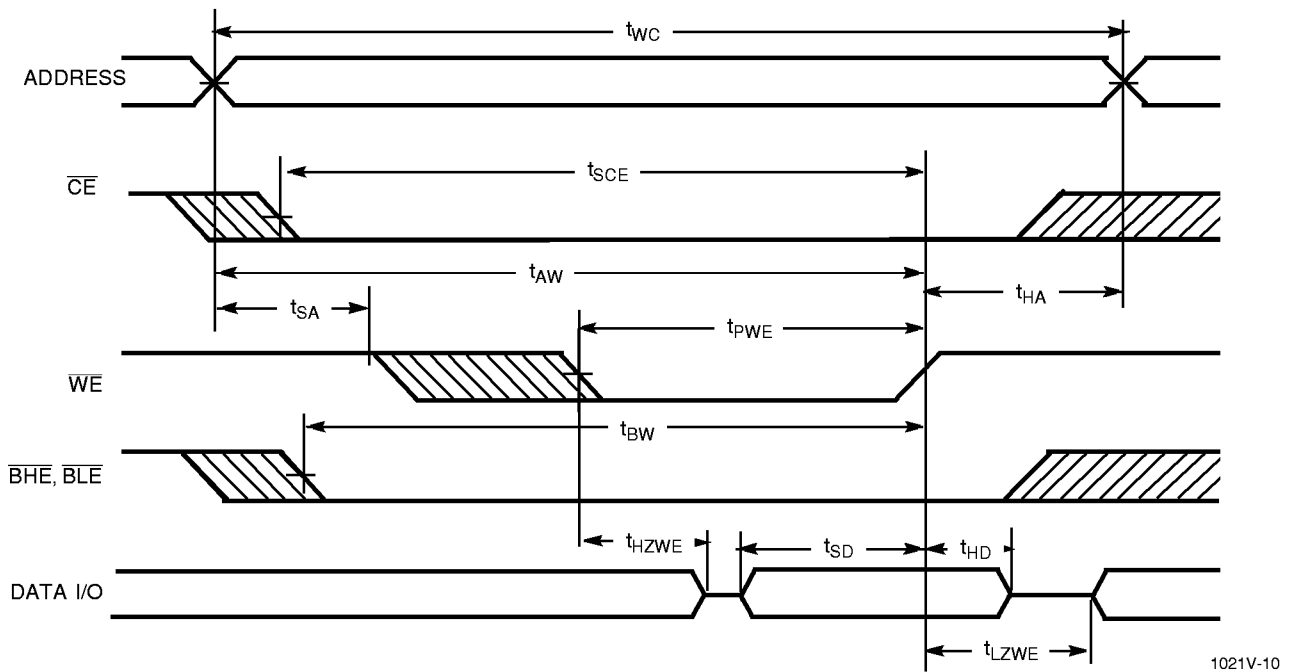 tWC
ADDRESS
tSCE
CE
tAW
tSA
tHA
tPWE
WE
tBW
BHE, BLE
tHZWE
tSD
tHD
DATA I/O
tLZWE
1021V-10